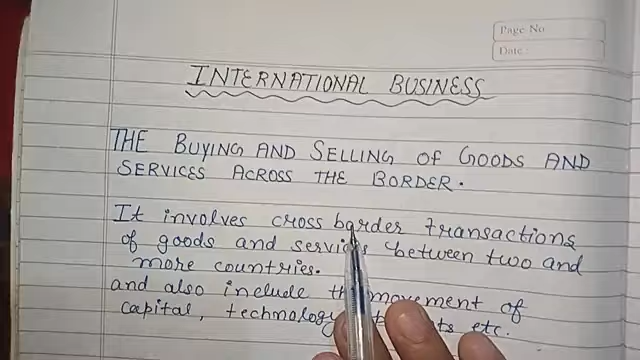 Page No
Date :
INTERNATIONAL BUSINESS
THE BUYING AND SELLING OF GOODS AND
SERVICES ACROSS THE BORDER.
It involves cross border transactions
of goods and services between two and
more countries.
and also include the movement of
capital, technology etc.